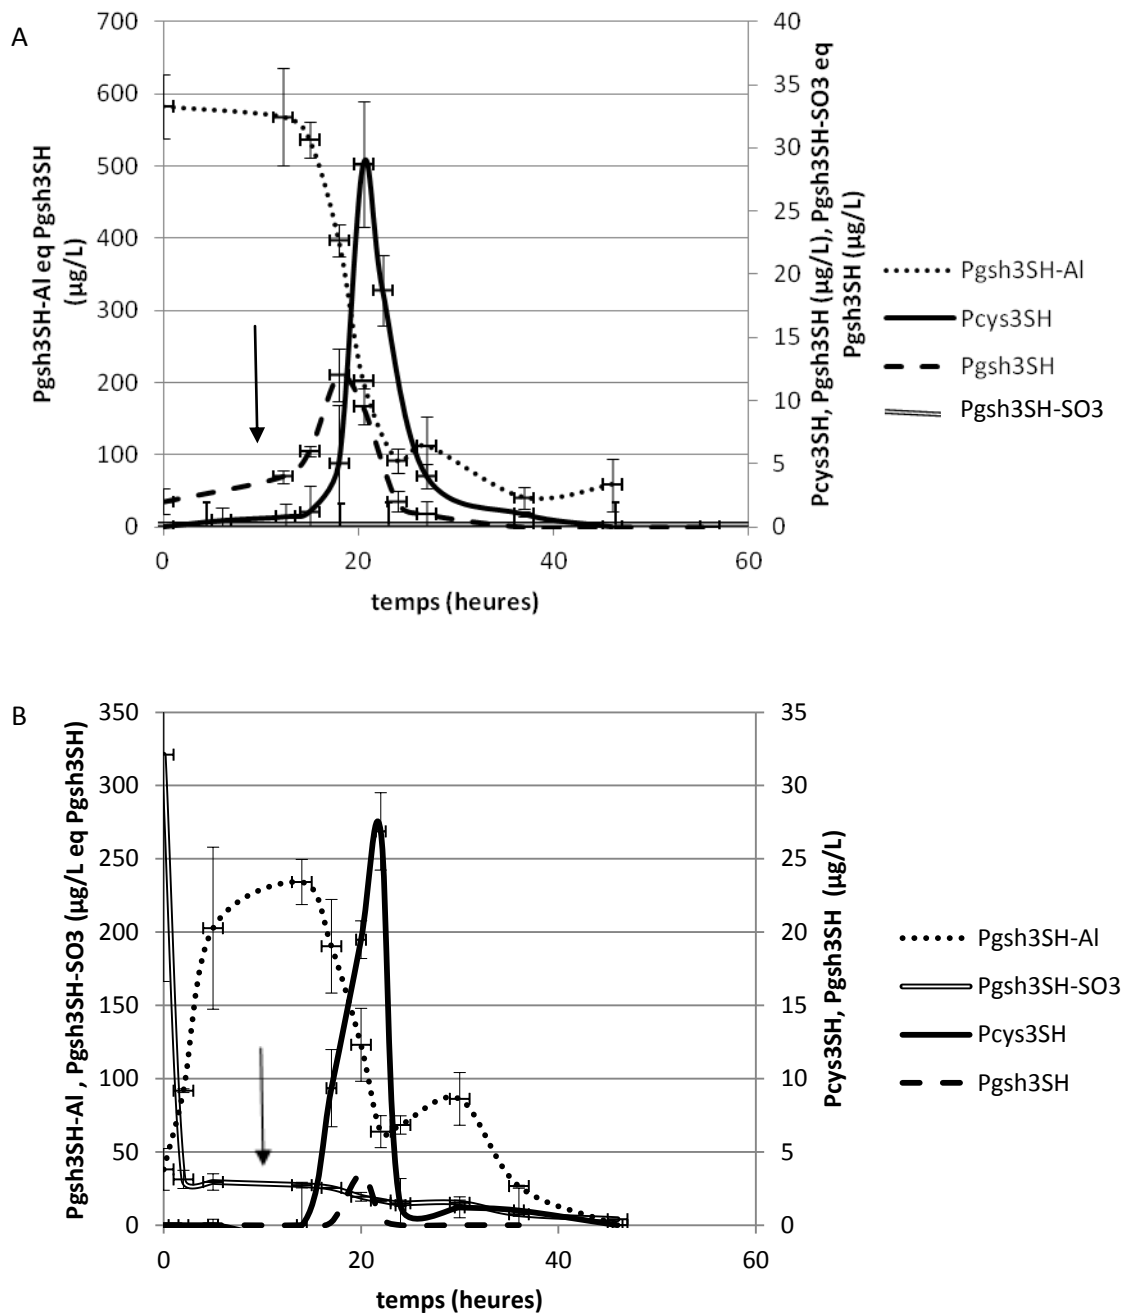 A
700
600
500
400
300
200
100
0
Pgsh3SH-Al eq Pgsh3SH
(µg/L)
40
35
30
25
20
15
10
5
0
Pcys3SH, Pgsh3SH (µg/L), Pgsh3SH-SO3 eq
Pgsh3SH (µg/L)
0 20 40 60
temps (heures)
Pgsh3SH-Al
Pcys3SH
Pgsh3SH
Pgsh3SH-SO3
B
350
300
250
200
150
100
50
0
Pgsh3SH-Al , Pgsh3SH-SO3 (µg/L eq Pgsh3SH)
35
30
25
20
15
10
5
0
Pcys3SH, Pgsh3SH (µg/L)
0 20 40 60
temps (heures)
Pgsh3SH-Al
Pgsh3SH-SO3
Pcys3SH
Pgsh3SH